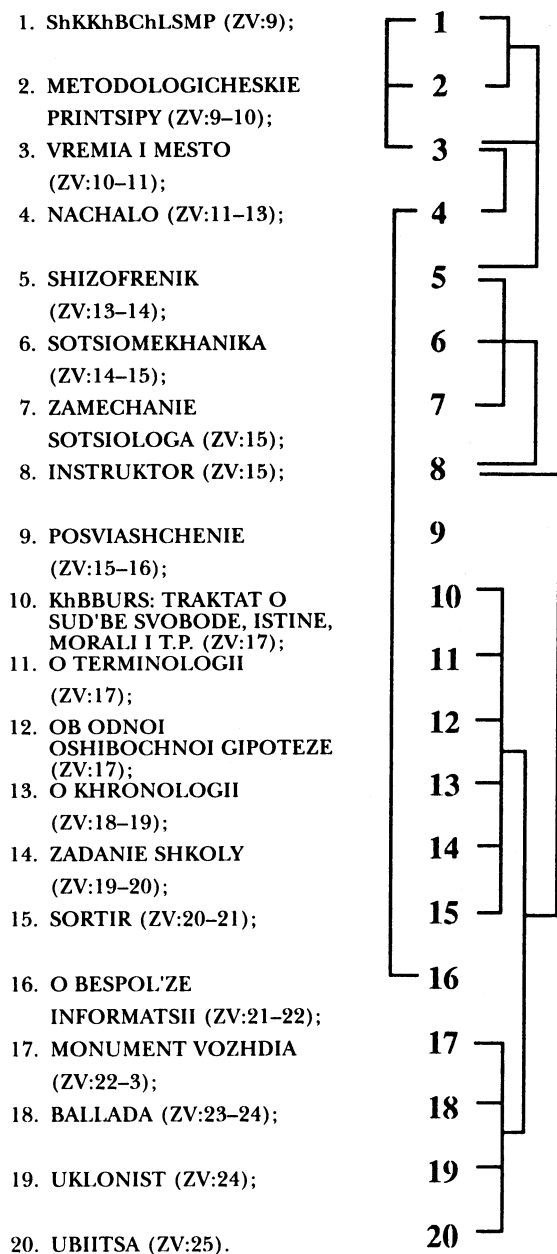 1. ShKKhBChLSMP (ZV:9);
2. METODOLOGICHESKIE
PRINTSIPY (ZV:9–10);
3. VREMIA I MESTO
(ZV:10–11);
4. NACHALO (ZV:11–13);
5. SHIZOFRENIK
(ZV:13–14);
6. SOTSIOMEKHANIKA
(ZV:14–15);
7. ZAMECHANIE
SOTSIOLOGA (ZV:15);
8. INSTRUKTOR (ZV:15);
9. POSVIASHCHENIE
(ZV:15–16);
10. KhBBURS: TRAKTAT O
SUD'BE SVOBODE, ISTINE,
MORALI I T.P. (ZV:17);
11. O TERMINOLOGII
(ZV:17);
12. OB ODNOI
OSHIBOCHNOI GIPOTEZE
(ZV:17);
13. O KHRONOLOGII
(ZV:18–19);
14. ZADANIE SHKOLY
(ZV:19–20);
15. SORTIR (ZV:20–21);
16. O BESPOL'ZE
INFORMATSII (ZV:21–22);
17. MONUMENT VOZHDIA
(ZV:22–3);
18. BALLADA (ZV:23–24);
19. UKLONIST (ZV:24);
20. UBIITSA (ZV:25).
1
2
3
4
5
6
7
8
9
10
11
12
13
14
15
16
17
18
19
20